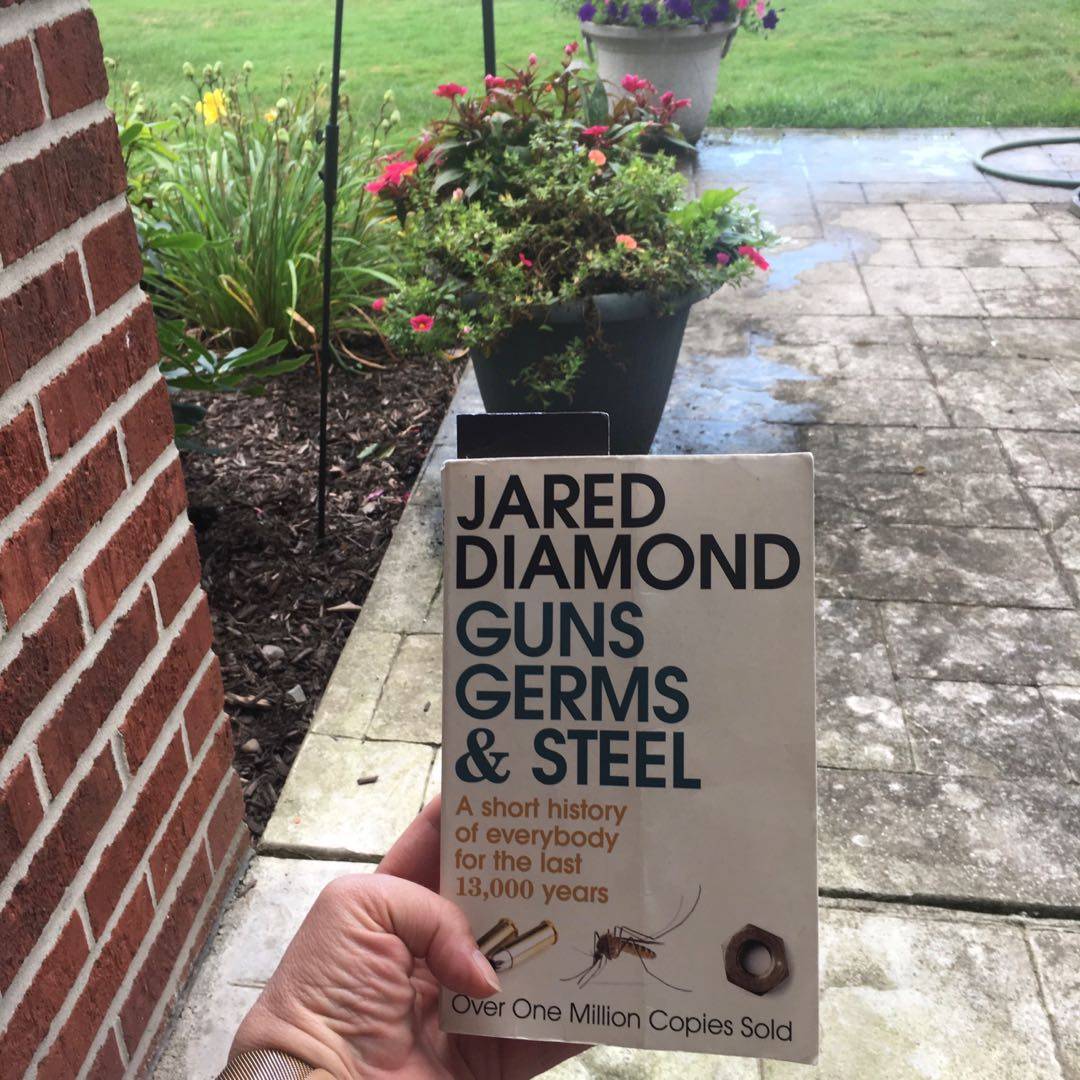 JARED
DIAMOND
GUNS
GERMS
& STEEL
A short history
of everybody
for the last
13,000 years
Over One Million Copies Sold